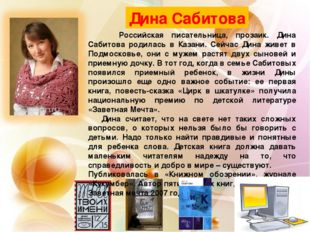 Дина Сабитова
Российская писательница, прозаик. Дина
Сабитова родилась в Казани. Сейчас Дина живет в
Подмосковье, они с мужем растят двух сыновей и
приемную дочку. В тот год, когда в семье Сабитовых
появился приемный ребенок, в жизни Дины
произошло еще одно важное событие: ее первая
книга, повесть-сказка «Цирк в шкатулке» получила
национальную премию по детской литературе
«Заветная Мечта».
Дина считает, что на свете нет таких сложных
вопросов, о которых нельзя было бы говорить с
детьми. Надо только найти правдивые и понятные
для ребенка слова. Детская книга должна давать
маленьким читателям надежду на то, что
справедливость и добро в мире – существуют.
Публиковалась в «Книжном обозрении», журнале
«Кукумбер». Автор
книг.
Заветная мечта 2007
ТВОИХ
ИМЕНИ